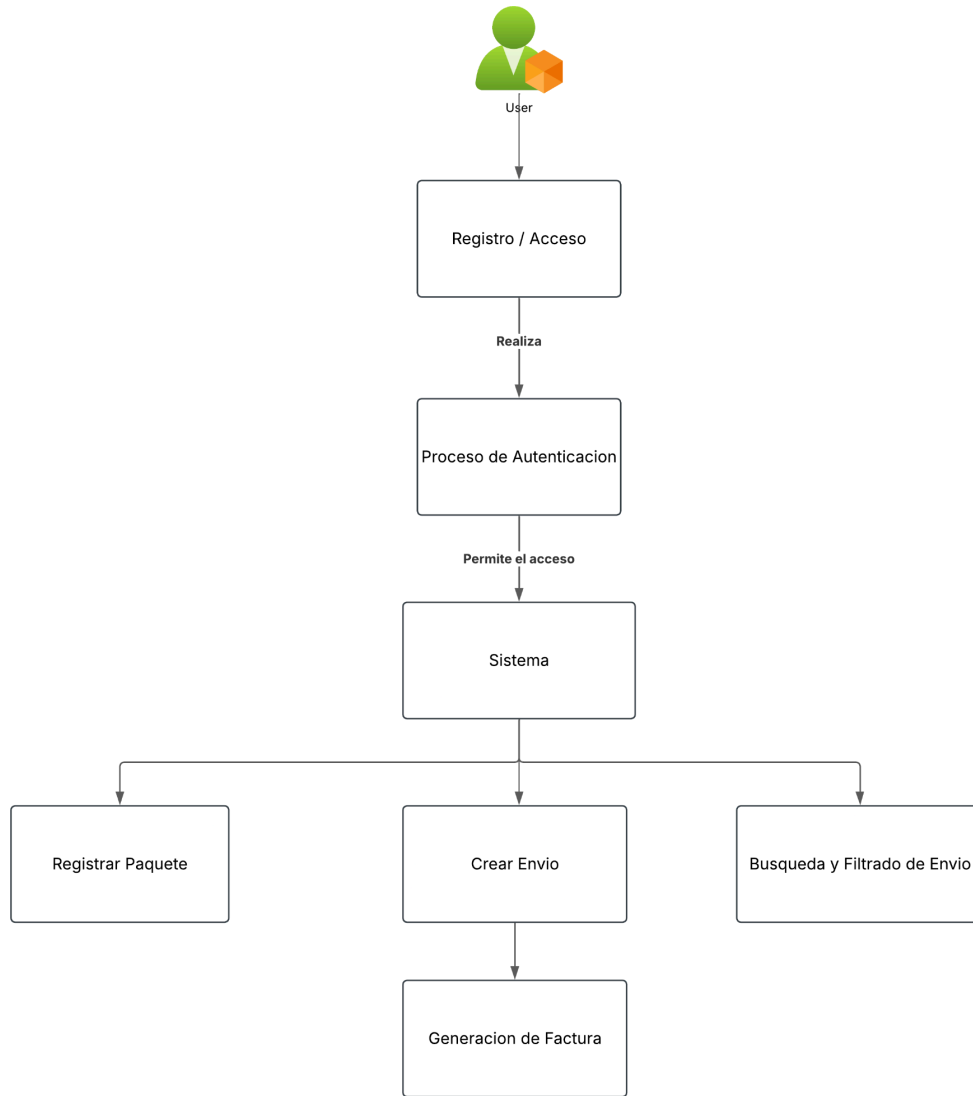 User
Registro / Acceso
Realiza
Proceso de Autenticacion
Permite el acceso
Sistema
Registrar Paquete
Crear Envio
Busqueda y Filtrado de Envio
Generacion de Factura